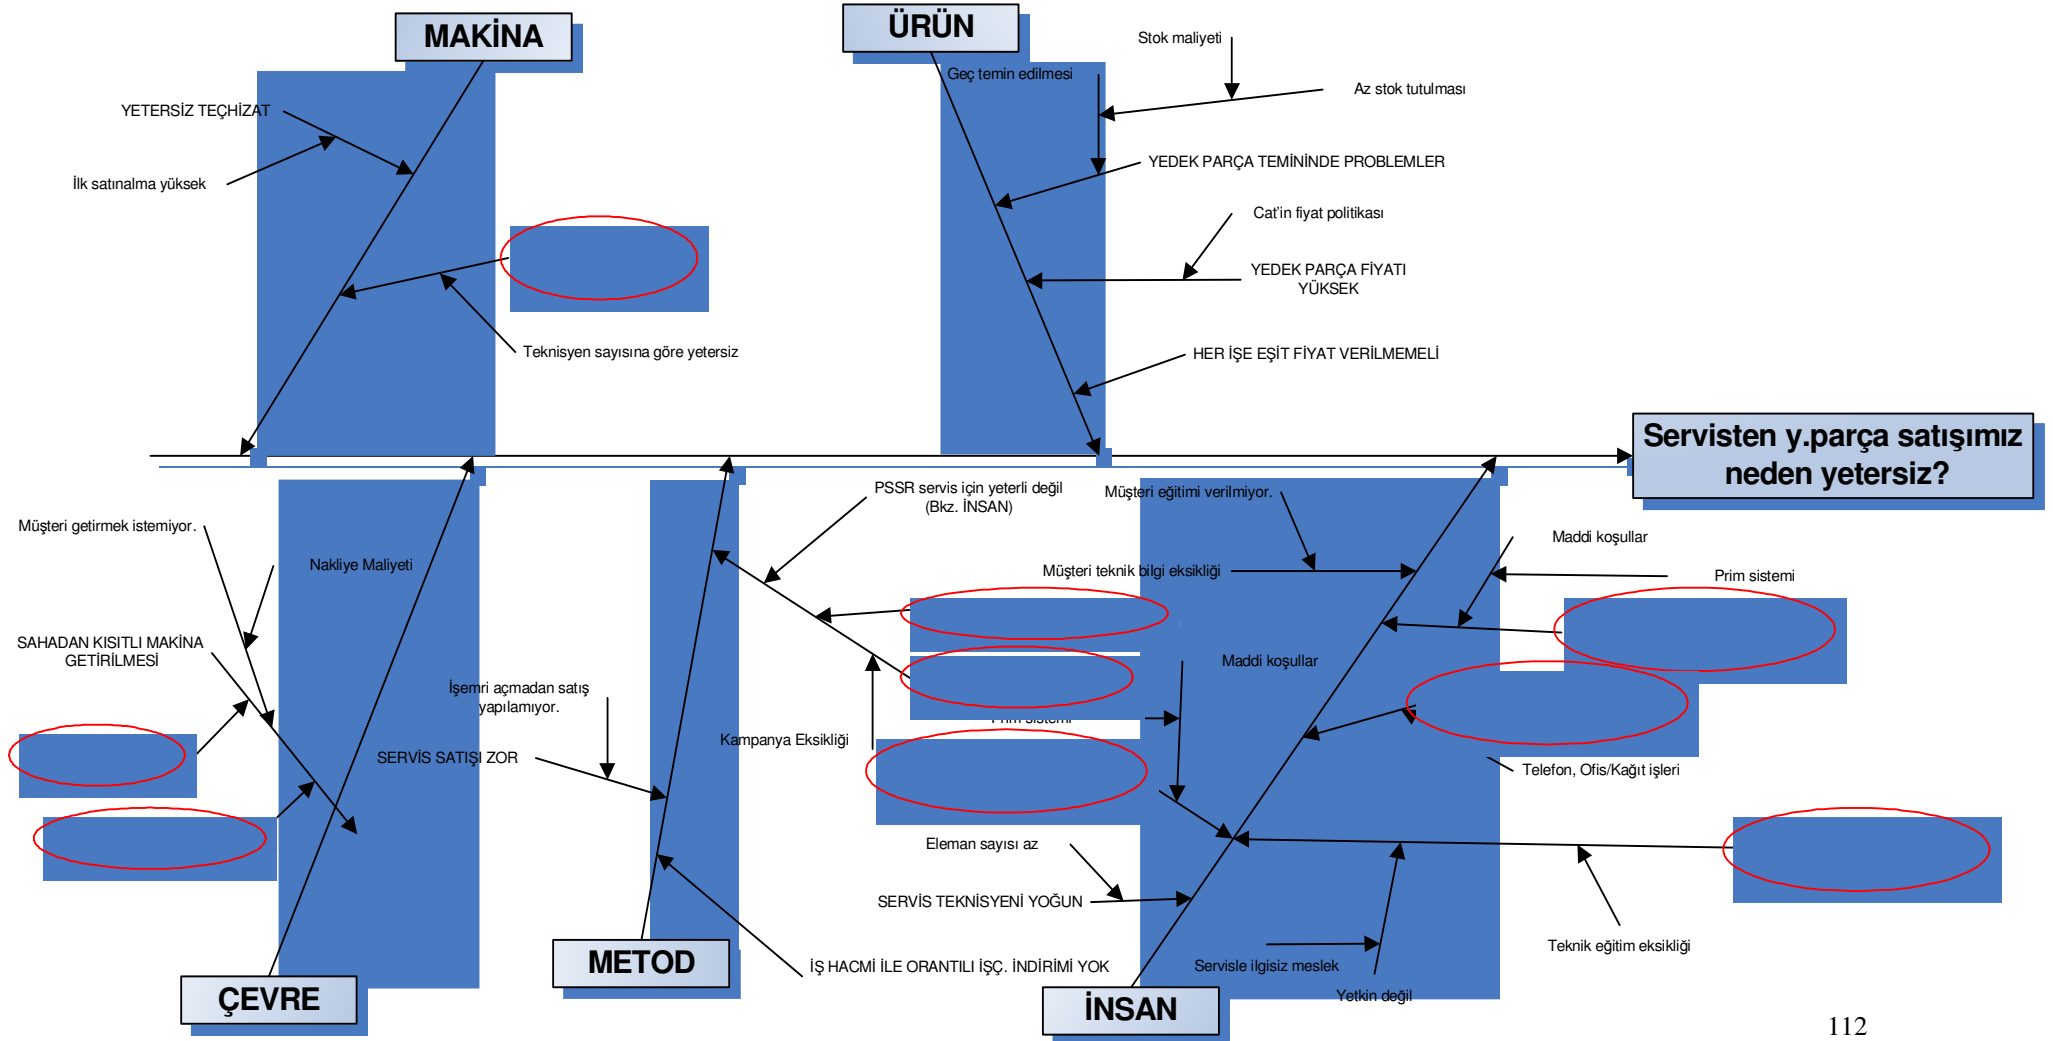 MAKİNA
ÜRÜN
Stok maliyeti
Geç temin edilmesi
Az stok tutulması
YETERSİZ TEÇHİZAT
YEDEK PARÇA TEMİNİNDE PROBLEMLER
İlk satınalma yüksek
Cat'in fiyat politikası
YEDEK PARÇA FİYATI
YÜKSEK
Teknisyen sayısına göre yetersiz
HER İŞE EŞİT FİYAT VERİLMEMELİ
Servisten y.parça satışımız
neden yetersiz?
PSSR servis için yeterli değil
(Bkz. İNSAN)
Müşteri eğitimi verilmiyor.
Müşteri getirmek istemiyor.
Maddi koşullar
Nakliye Maliyeti
Müşteri teknik bilgi eksikliği
Prim sistemi
SAHADAN KISITLI MAKİNA
GETİRİLMESİ
Maddi koşullar
İşemri açmadan satış
yapılamıyor.
Prim sistemi
Kampanya Eksikliği
SERVİS SATIŞI ZOR
Telefon, Ofis/Kağıt işleri
Eleman sayısı az
SERVİS TEKNİSYENİ YOĞUN
Teknik eğitim eksikliği
METOD
İŞ HACMİ İLE ORANTILI İŞÇ. İNDİRİMİ YOK
Servisle ilgisiz meslek
ÇEVRE
Yetkin değil
İNSAN
112